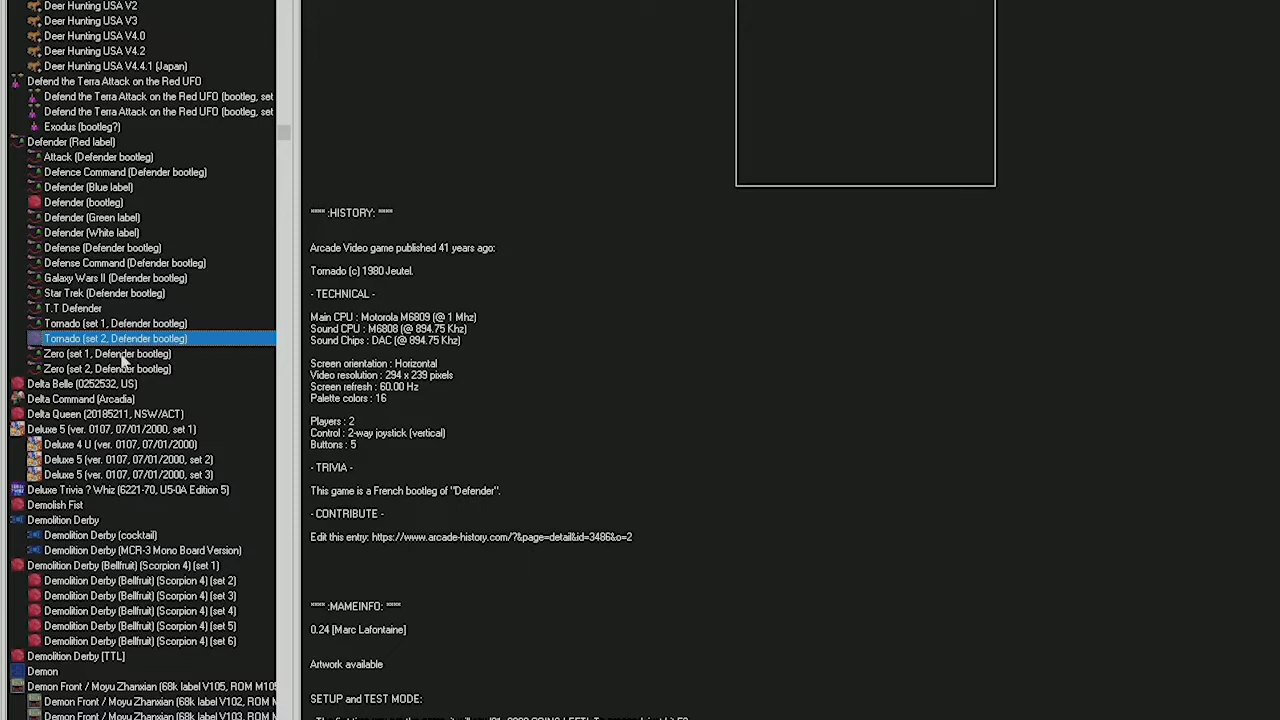 Deer Hunting USA V2
Deer Hunting USA V3
Deer Hunting USA V4.0
Deer Hunting USA V4.2
Deer Hunting USA V4.4.1 (Japan)
Defend the Terra Attack on the Red UFO
Defend the Terra Attack on the Red UFO (bootleg, set
Defend the Terra Attack on the Red UFO (bootleg, set
Exodus (bootleg?)
Defender (Red label)
Attack (Defender bootleg)
Defence Command (Defender bootleg)
Defender (Blue label)
Defender (bootleg)
Defender (Green label)
Defender (White label)
Defense (Defender bootleg)
Defense Command (Defender bootleg)
Galaxy Wars II (Defender bootleg)
Star Trek (Defender bootleg)
T.T Defender
Tornado (set 1, Defender bootleg)
Tornado (set 2, Defender bootleg)
Zero (set 1, Defender bootleg)
Zero (set 2, Defender bootleg)
Delta Belle (0252532, US)
Delta Command (Arcadia)
Delta Queen (20185211, NSW/ACT)
Deluxe 5 (ver. 0107, 07/01/2000, set 1)
Deluxe 4 U (ver. 0107, 07/01/2000)
Deluxe 5 (ver. 0107, 07/01/2000, set 2)
Deluxe 5 (ver. 0107, 07/01/2000, set 3)
Deluxe Trivia ? Whiz (6221-70, U5-0A Edition 5)
Demolish Fist
Demolition Derby
Demolition Derby (cocktail)
Demolition Derby (MCR-3 Mono Board Version)
Demolition Derby (Bellfruit) (Scorpion 4) (set 1)
Demolition Derby (Bellfruit) (Scorpion 4) (set 2)
Demolition Derby (Bellfruit) (Scorpion 4) (set 3)
Demolition Derby (Bellfruit) (Scorpion 4) (set 4)
Demolition Derby (Bellfruit) (Scorpion 4) (set 5)
Demolition Derby (Bellfruit) (Scorpion 4) (set 6)
Demolition Derby [TTL]
Demon
Demon Front / Moyu Zhanxian (68k label V105, ROM M105
Demon Front / Moyu Zhanxian (68k label V102, ROM M
Demon Front / Moyu Zhanxian (68k label V103, ROM M
**** :HISTORY: ****
Arcade Video game published 41 years ago:
Tornado (c) 1980 Jeutel.
- TECHNICAL -
Main CPU : Motorola M6809 (@ 1 Mhz)
Sound CPU : M6808 (@ 894.75 Khz)
Sound Chips : DAC (@ 894.75 Khz)
Screen orientation : Horizontal
Video resolution : 294 x 239 pixels
Screen refresh : 60.00 Hz
Palette colors : 16
Players : 2
Control : 2-way joystick (vertical)
Buttons : 5
- TRIVIA -
This game is a French bootleg of "Defender".
- CONTRIBUTE -
Edit this entry: https://www.arcade-history.com/?&page=detail&id=3486&o=2
**** :MAMEINFO: ****
0.24 [Marc Lafontaine]
Artwork available
SETUP and TEST MODE: